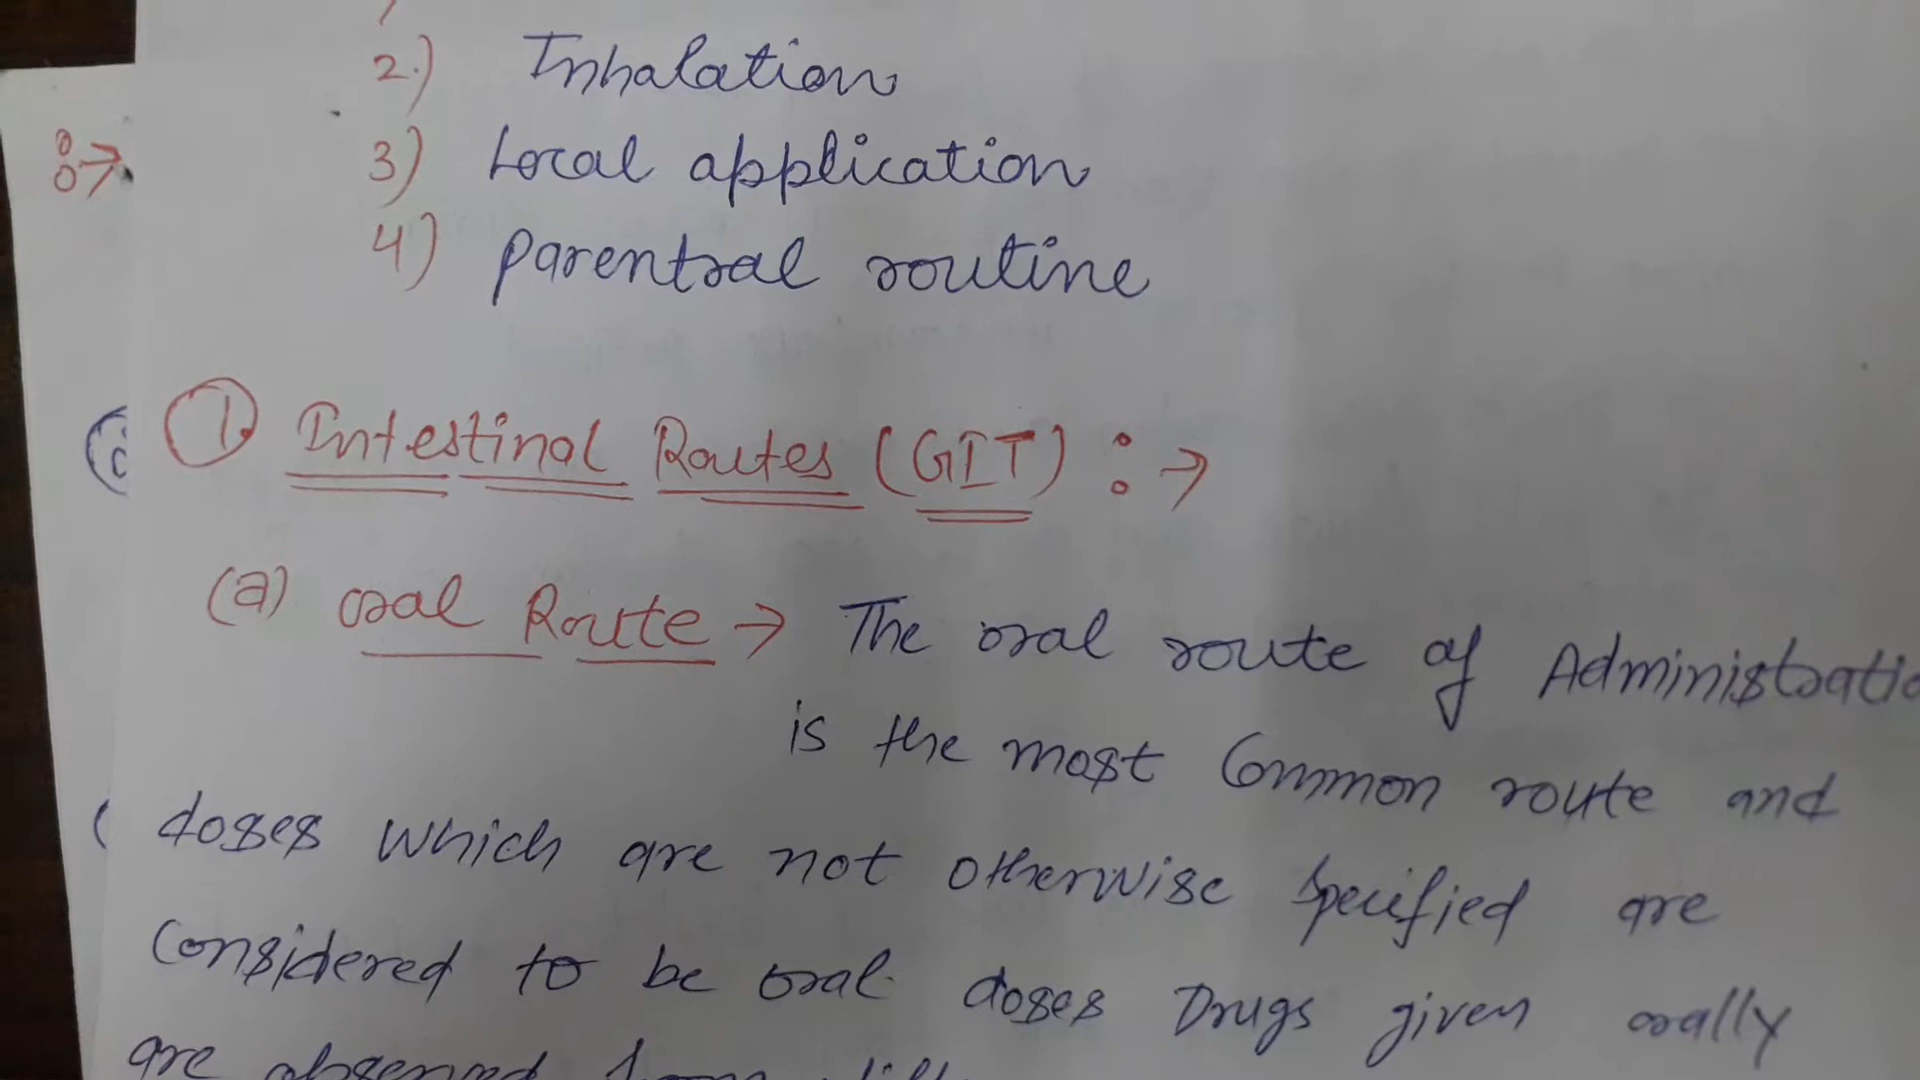 2.) Inhalation
3) Local application
4) parentral routine
① Intestinal Routes (GIT) :→
(a) oral Route → The oral route of Administratio
is the most Common route and
doses which are not otherwise specified are
Considered to be oral doses Drugs given orally
are